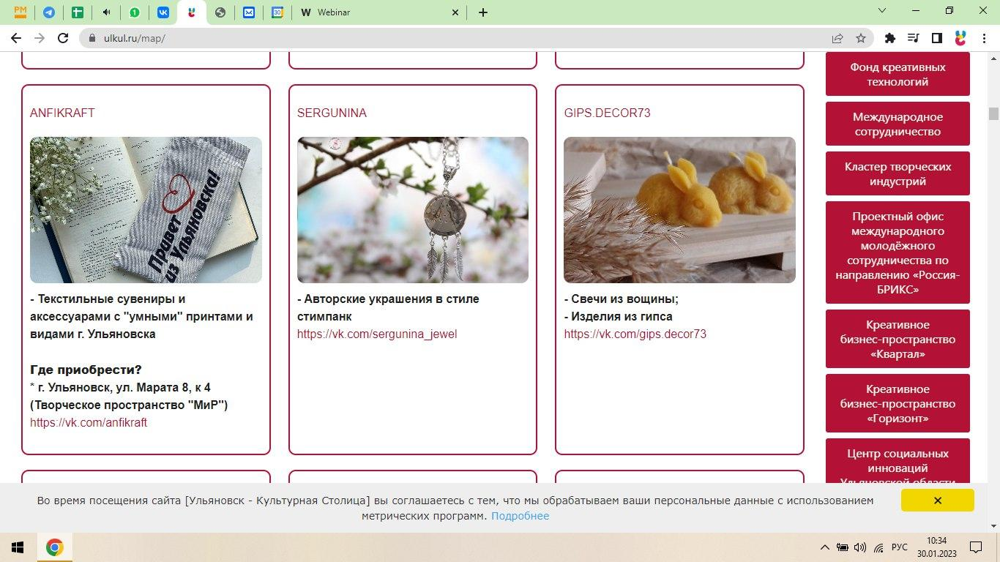 PM
1
30
W Webinar
ulkul.ru/map/
ANFIKRAFT
Привет
из Ульяновска!
- Текстильные сувениры и
аксессуарами с "умными" принтами и
видами г. Ульяновска
Где приобрести?
* г. Ульяновск, ул. Марата 8, к 4
(Творческое пространство "МиР")
https://vk.com/anfikraft
SERGUNINA
- Авторские украшения в стиле
стимпанк
https://vk.com/sergunina_jewel
GIPS.DECOR73
- Свечи из вощины;
- Изделия из гипса
https://vk.com/gips.decor73
Фонд креативных
технологий
Международное
сотрудничество
Кластер творческих
индустрий
Проектный офис
международного
молодёжного
сотрудничества по
направлению «Россия-
БРИКС»
Креативное
бизнес-пространство
«Квартал»
Креативное
бизнес-пространство
«Горизонт»
Центр социальных
инноваций
Ульяновской области
Во время посещения сайта [Ульяновск - Культурная Столица] вы соглашаетесь с тем, что мы обрабатываем ваши персональные данные с использованием
метрических программ. Подробнее
РУС
10:34
30.01.2023